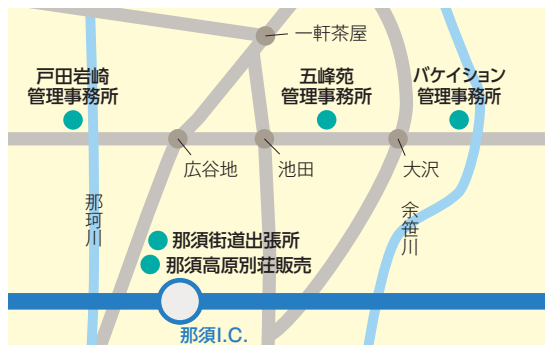 一軒茶屋
戸田岩崎
管理事務所
五峰苑
管理事務所
バケイション
管理事務所
広谷地
池田
大沢
那珂川
余笹川
那須街道出張所
那須高原別荘販売
那須I.C.